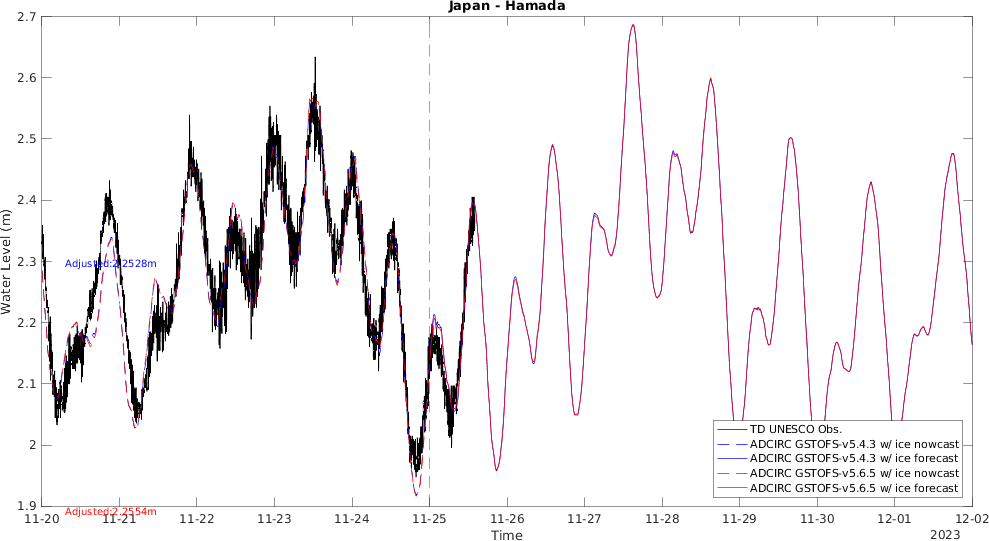 Japan - Hamada
2.7
2.6
2.5
2.4
2.3
2.2
2.1
2
1.9
Water Level (m)
Adjusted:2.2528m
Adjusted:2.2554m
TD UNESCO Obs.
ADCIRC GSTOFS-v5.4.3 w/ ice nowcast
ADCIRC GSTOFS-v5.4.3 w/ ice forecast
ADCIRC GSTOFS-v5.6.5 w/ ice nowcast
ADCIRC GSTOFS-v5.6.5 w/ ice forecast
11-20 11-21 11-22 11-23 11-24 11-25 11-26 11-27 11-28 11-29 11-30 12-01 12-02
Time
2023